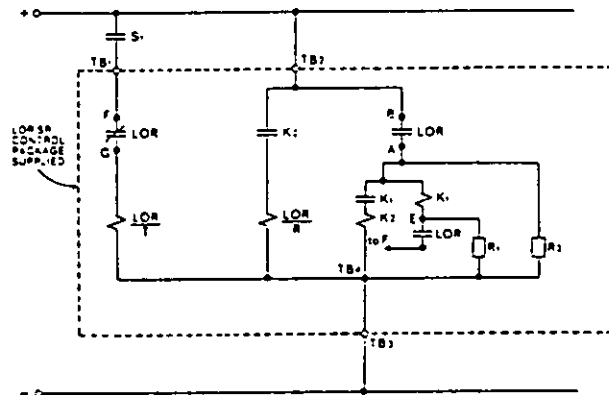 +
S₁
TB₁
TB₂
LOR/SR
CONTROL
PACKAGE
SUPPLIED
F
LOR
G
LOR
T
K₂
LOR
R
B
LOR
A
K₁
K₂
K₁
E
LOR
to F
R₁
R₂
TB₄
TB₃
-